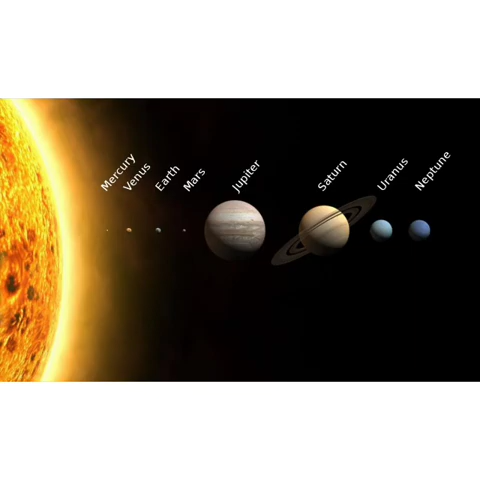 Mercury
Venus
Earth
Mars
Jupiter
Saturn
Uranus
Neptune